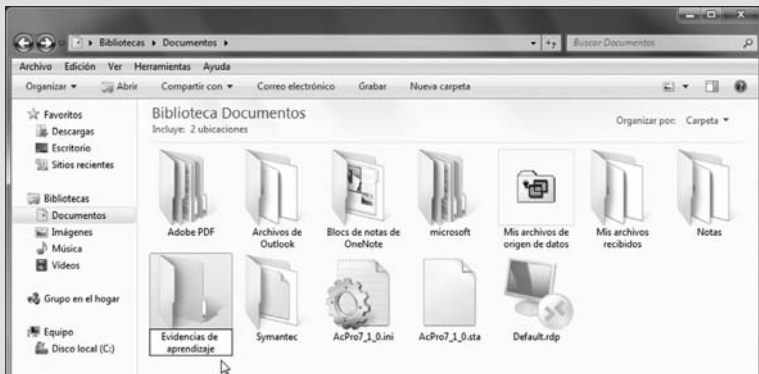 Bibliotecas ▸ Documentos ▸
Buscar Documentos
Archivo Edición Ver Herramientas Ayuda
Organizar Abrir Compartir con Correo electrónico Grabar Nueva carpeta
Favoritos
Descargas
Escritorio
Sitios recientes
Bibliotecas
Documentos
Imágenes
Música
Vídeos
Grupo en el hogar
Equipo
Disco local (C:)
Biblioteca Documentos
Incluye: 2 ubicaciones
Organizar por: Carpeta
Adobe PDF
Archivos de
Outlook
Blocs de notas de
OneNote
microsoft
Mis archivos de
origen de datos
Mis archivos
recibidos
Notas
Evidencias de
aprendizaje
Symantec
AcPro7_1_0.ini
AcPro7_1_0.sta
Default.rdp